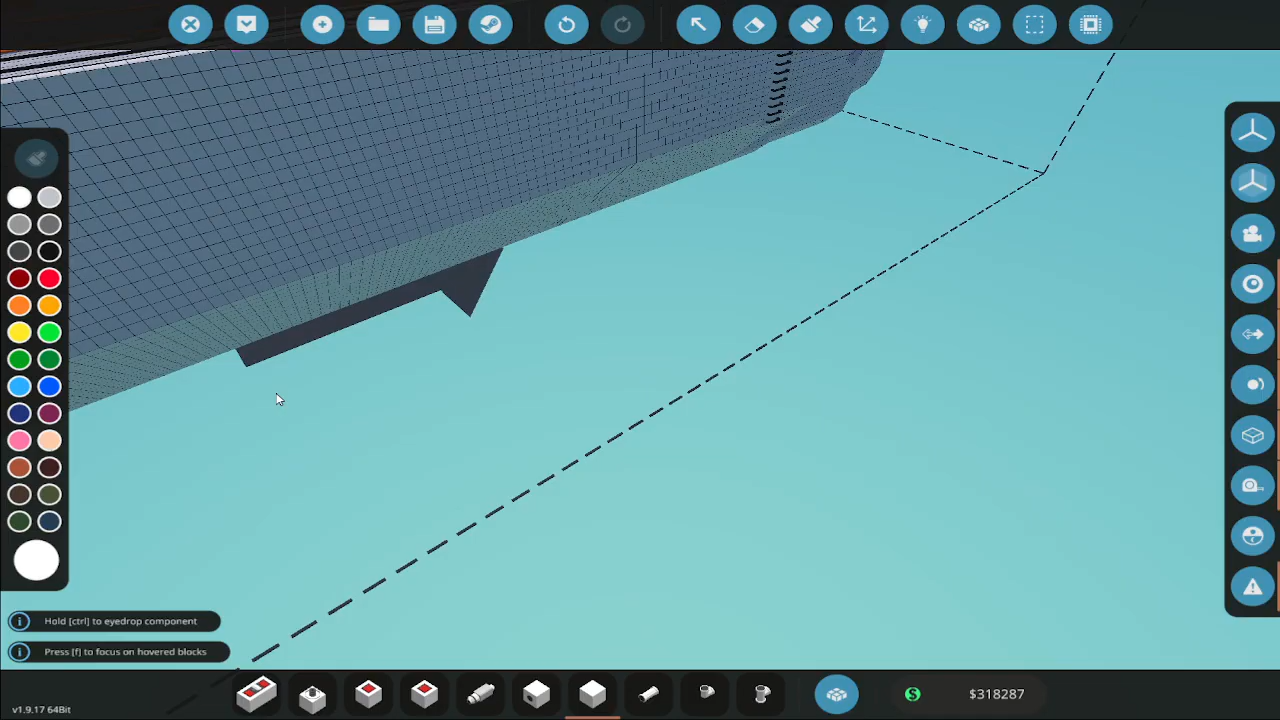 Hold [ctrl] to eyedrop component
Press [f] to focus on hovered blocks
v1.9.17 64Bit
$318287